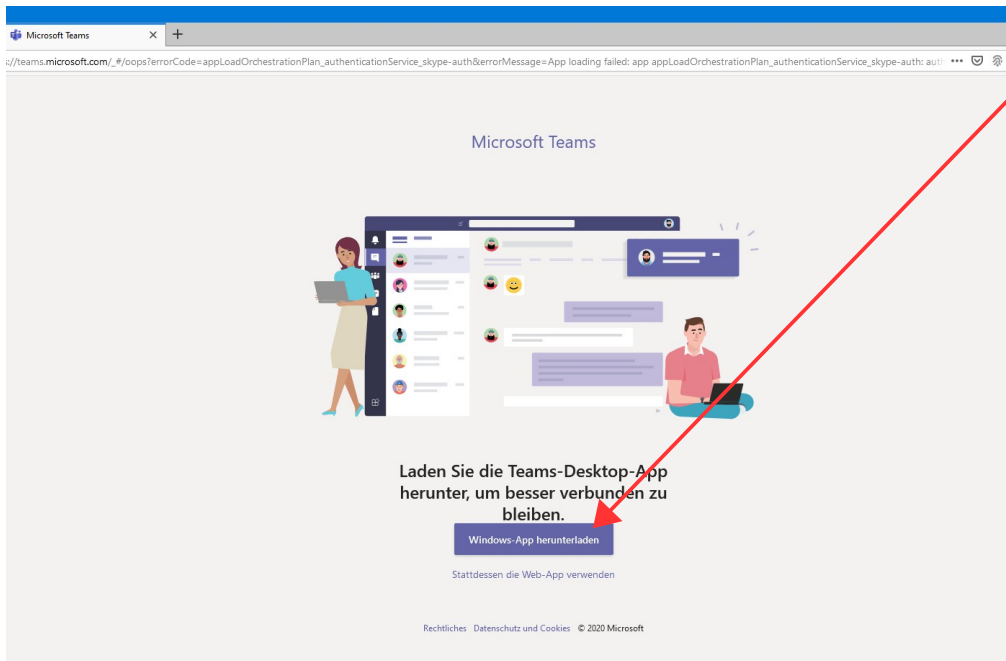 Microsoft Teams
s://teams.microsoft.com/_#/oops?errorCode=appLoadOrchestrationPlan_authenticationService_skype-auth&errorMessage=App loading failed: app appLoadOrchestrationPlan_authenticationService_skype-auth: aut
Microsoft Teams
Laden Sie die Teams-Desktop-App
herunter, um besser verbunden zu
bleiben.
Windows-App herunterladen
Stattdessen die Web-App verwenden
Rechtliches Datenschutz und Cookies © 2020 Microsoft